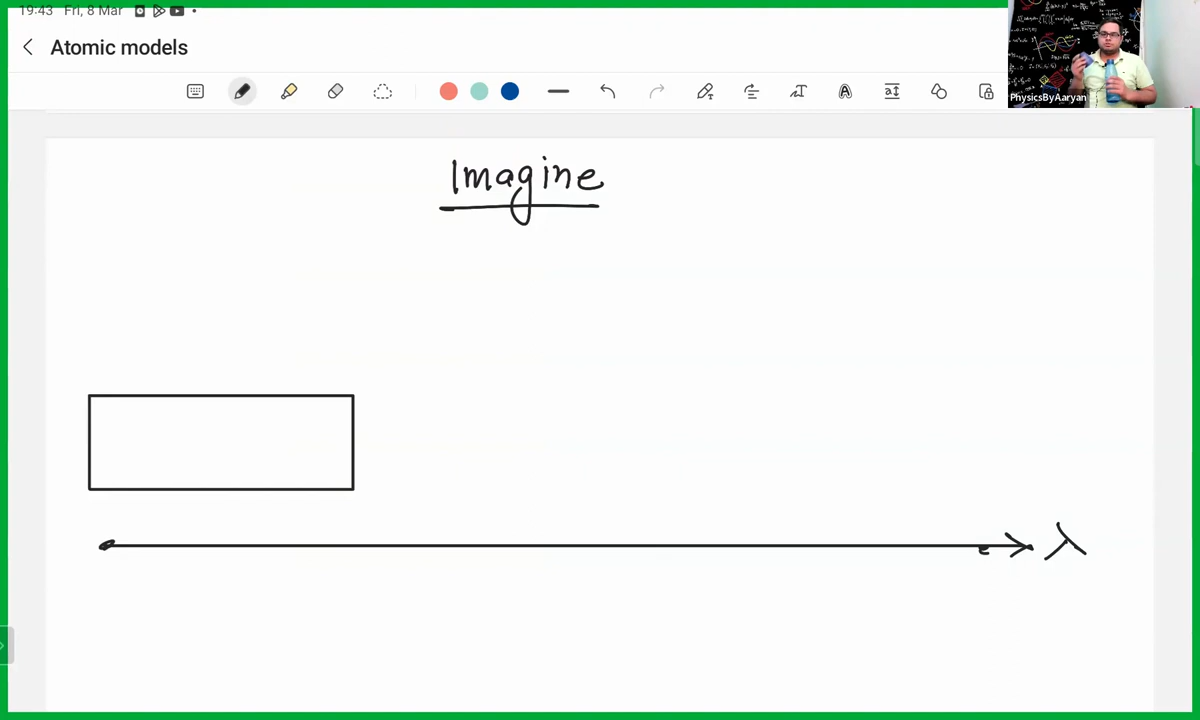 19:43 Fri, 8 Mar
Atomic models
PhysicsByAaryan
Imagine
λ